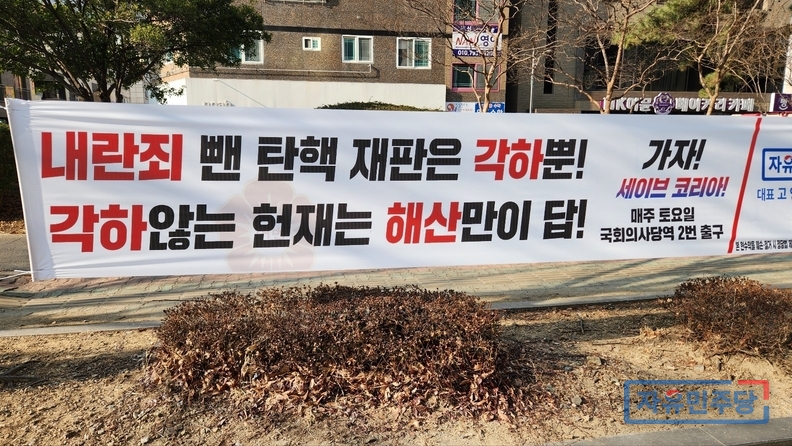 내란죄 뺀 탄핵 재판은 각하뿐!
각하않는 헌재는 해산만이 답!
가자!
세이브 코리아!
매주 토요일
국회의사당역 2번 출구
자유
대표 고
베이커리 카페
자유민주당